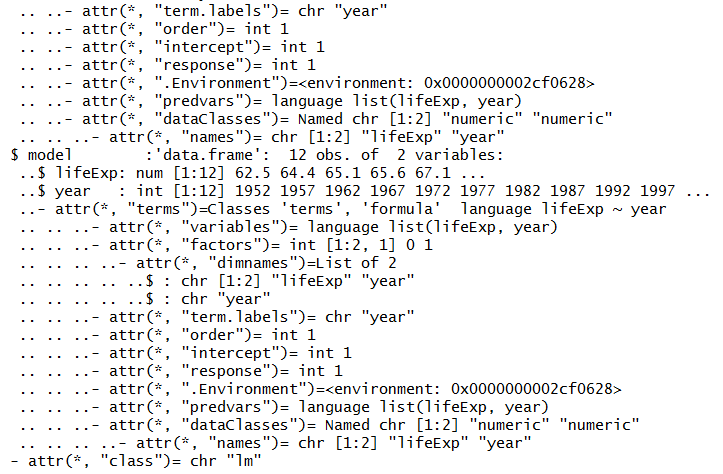 .. ..- attr(*, "term.labels")= chr "year"
.. ..- attr(*, "order")= int 1
.. ..- attr(*, "intercept")= int 1
.. ..- attr(*, "response")= int 1
.. ..- attr(*, ".Environment")=<environment: 0x0000000002cf0628>
.. ..- attr(*, "predvars")= language list(lifeExp, year)
.. ..- attr(*, "dataClasses")= Named chr [1:2] "numeric" "numeric"
.. .. ..- attr(*, "names")= chr [1:2] "lifeExp" "year"
$ model        :'data.frame':  12 obs. of  2 variables:
..$ lifeExp: num [1:12] 62.5 64.4 65.1 65.6 67.1 ...
..$ year   : int [1:12] 1952 1957 1962 1967 1972 1977 1982 1987 1992 1997 ...
..- attr(*, "terms")=Classes 'terms', 'formula'  language lifeExp ~ year
.. .. ..- attr(*, "variables")= language list(lifeExp, year)
.. .. ..- attr(*, "factors")= int [1:2, 1] 0 1
.. .. .. ..- attr(*, "dimnames")=List of 2
.. .. .. .. ..$ : chr [1:2] "lifeExp" "year"
.. .. .. .. ..$ : chr "year"
.. .. ..- attr(*, "term.labels")= chr "year"
.. .. ..- attr(*, "order")= int 1
.. .. ..- attr(*, "intercept")= int 1
.. .. ..- attr(*, "response")= int 1
.. .. ..- attr(*, ".Environment")=<environment: 0x0000000002cf0628>
.. .. ..- attr(*, "predvars")= language list(lifeExp, year)
.. .. ..- attr(*, "dataClasses")= Named chr [1:2] "numeric" "numeric"
.. .. .. ..- attr(*, "names")= chr [1:2] "lifeExp" "year"
- attr(*, "class")= chr "lm"